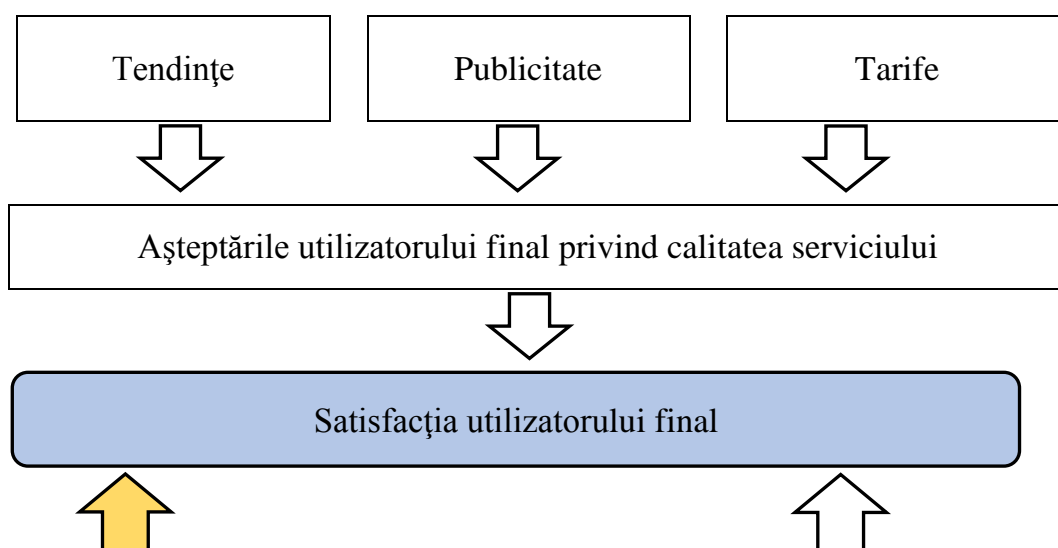 Tendinţe
Publicitate
Tarife
Aşteptările utilizatorului final privind calitatea serviciului
Satisfacţia utilizatorului final